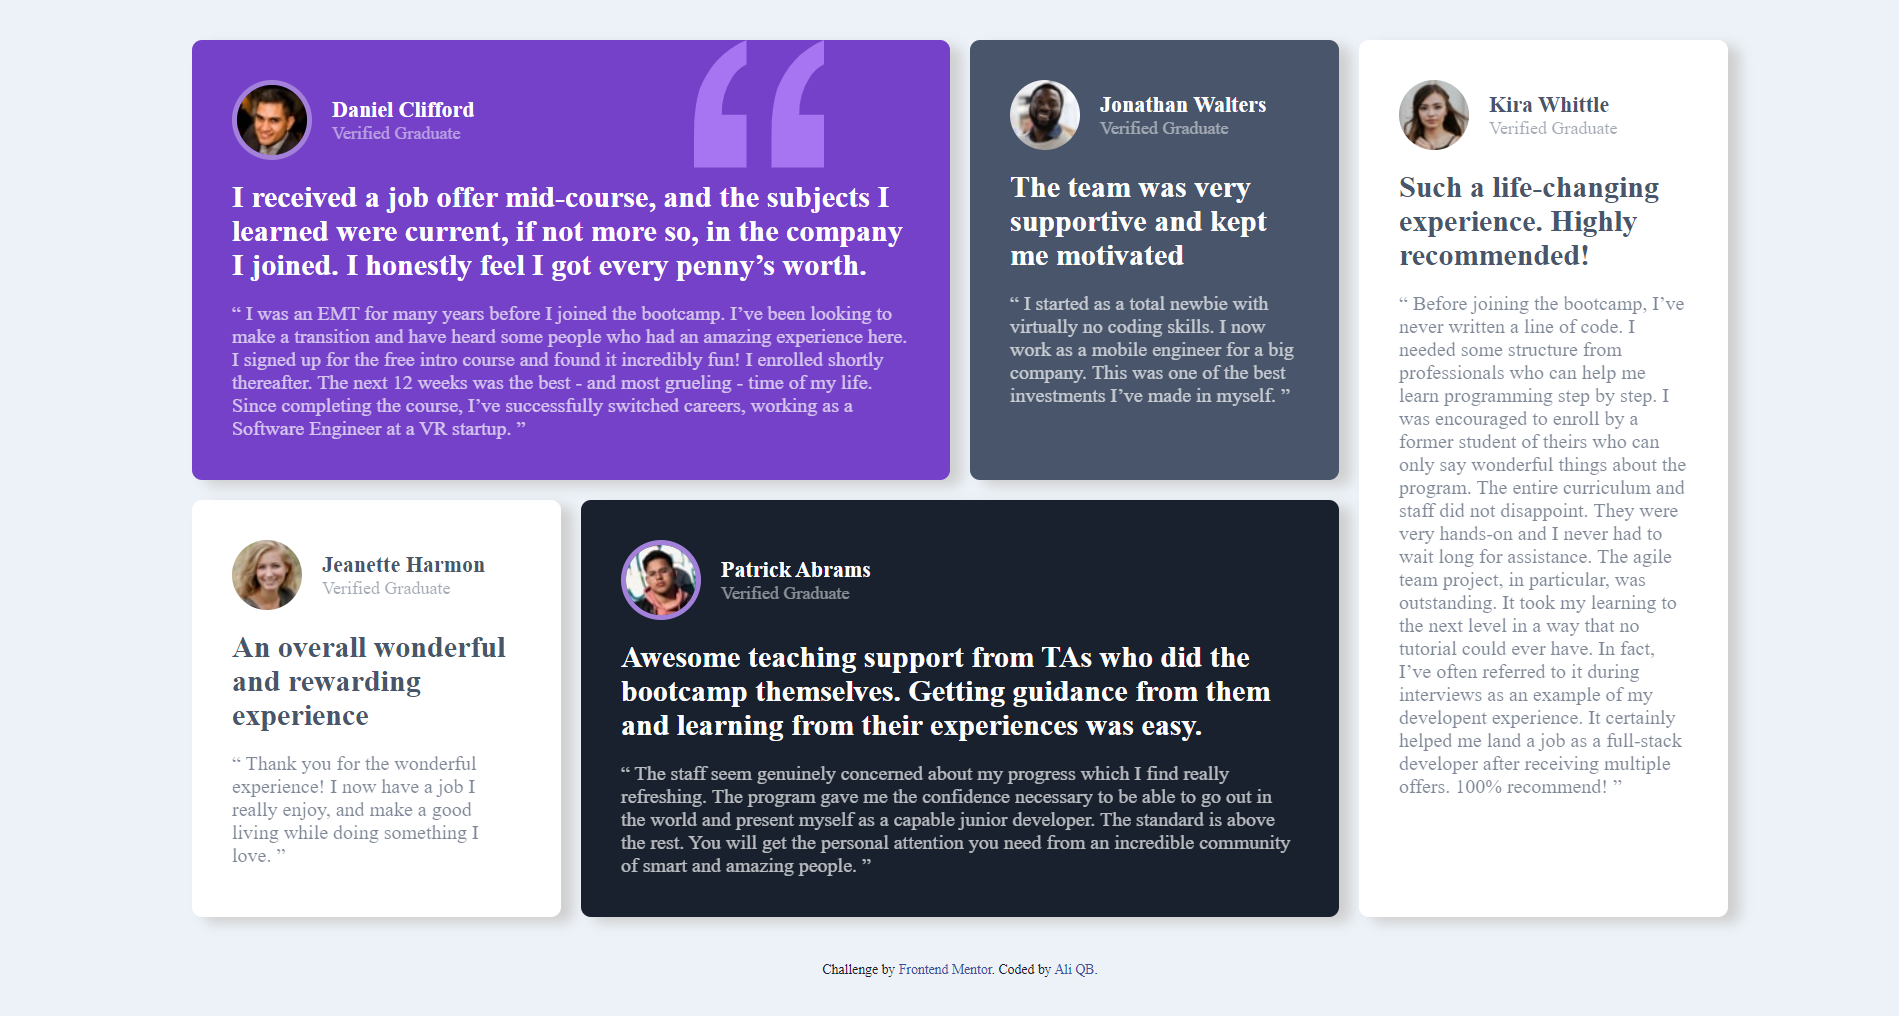 Daniel Clifford
Verified Graduate
I received a job offer mid-course, and the subjects I
learned were current, if not more so, in the company
I joined. I honestly feel I got every penny’s worth.
“ I was an EMT for many years before I joined the bootcamp. I’ve been looking to
make a transition and have heard some people who had an amazing experience here.
I signed up for the free intro course and found it incredibly fun! I enrolled shortly
thereafter. The next 12 weeks was the best - and most grueling - time of my life.
Since completing the course, I’ve successfully switched careers, working as a
Software Engineer at a VR startup. ”
Jonathan Walters
Verified Graduate
The team was very
supportive and kept
me motivated
“ I started as a total newbie with
virtually no coding skills. I now
work as a mobile engineer for a big
company. This was one of the best
investments I’ve made in myself. ”
Kira Whittle
Verified Graduate
Such a life-changing
experience. Highly
recommended!
“ Before joining the bootcamp, I’ve
never written a line of code. I
needed some structure from
professionals who can help me
learn programming step by step. I
was encouraged to enroll by a
former student of theirs who can
only say wonderful things about the
program. The entire curriculum and
staff did not disappoint. They were
very hands-on and I never had to
wait long for assistance. The agile
team project, in particular, was
outstanding. It took my learning to
the next level in a way that no
tutorial could ever have. In fact,
I’ve often referred to it during
interviews as an example of my
developent experience. It certainly
helped me land a job as a full-stack
developer after receiving multiple
offers. 100% recommend! ”
Jeanette Harmon
Verified Graduate
An overall wonderful
and rewarding
experience
“ Thank you for the wonderful
experience! I now have a job I
really enjoy, and make a good
living while doing something I
love. ”
Patrick Abrams
Verified Graduate
Awesome teaching support from TAs who did the
bootcamp themselves. Getting guidance from them
and learning from their experiences was easy.
“ The staff seem genuinely concerned about my progress which I find really
refreshing. The program gave me the confidence necessary to be able to go out in
the world and present myself as a capable junior developer. The standard is above
the rest. You will get the personal attention you need from an incredible community
of smart and amazing people. ”
Challenge by Frontend Mentor. Coded by Ali QB.